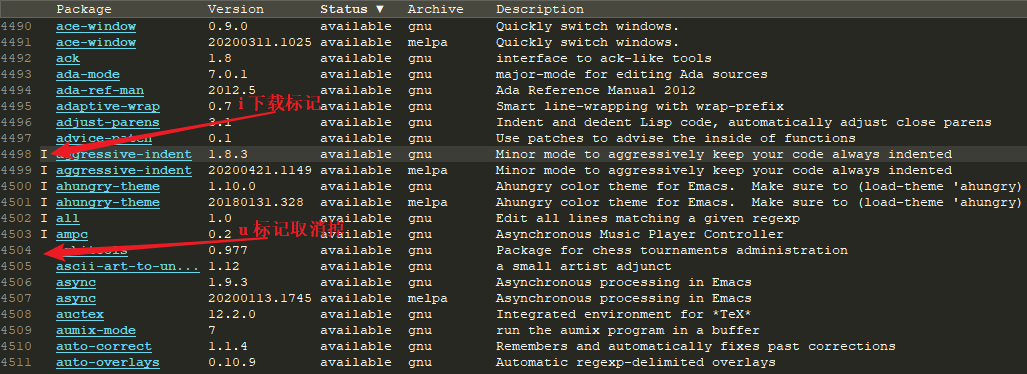 Package Version Status ▼ Archive Description
4490 ace-window 0.9.0 available gnu Quickly switch windows.
4491 ace-window 20200311.1025 available melpa Quickly switch windows.
4492 ack 1.8 available gnu interface to ack-like tools
4493 ada-mode 7.0.1 available gnu major-mode for editing Ada sources
4494 ada-ref-man 2012.5 available gnu Ada Reference Manual 2012
4495 adaptive-wrap 0.7 available gnu Smart line-wrapping with wrap-prefix
i 下载标记
4496 adjust-parens 3.1 available gnu Indent and dedent Lisp code, automatically adjust close parens
4497 advice-patch 0.1 available gnu Use patches to advise the inside of functions
4498 I aggressive-indent 1.8.3 available gnu Minor mode to aggressively keep your code always indented
4499 I aggressive-indent 20200421.1149 available melpa Minor mode to aggressively keep your code always indented
4500 I ahungry-theme 1.10.0 available gnu Ahungry color theme for Emacs. Make sure to (load-theme 'ahungry)
4501 I ahungry-theme 20180131.328 available melpa Ahungry color theme for Emacs. Make sure to (load-theme 'ahungry)
4502 I all 1.0 available gnu Edit all lines matching a given regexp
4503 I ampc 0.2 available gnu Asynchronous Music Player Controller
u 标记取消掉
4504 0.977 available gnu Package for chess tournaments administration
4505 ascii-art-to-un... 1.12 available gnu a small artist adjunct
4506 async 1.9.3 available gnu Asynchronous processing in Emacs
4507 async 20200113.1745 available melpa Asynchronous processing in Emacs
4508 auctex 12.2.0 available gnu Integrated environment for *TeX*
4509 aumix-mode 7 available gnu run the aumix program in a buffer
4510 auto-correct 1.1.4 available gnu Remembers and automatically fixes past corrections
4511 auto-overlays 0.10.9 available gnu Automatic regexp-delimited overlays